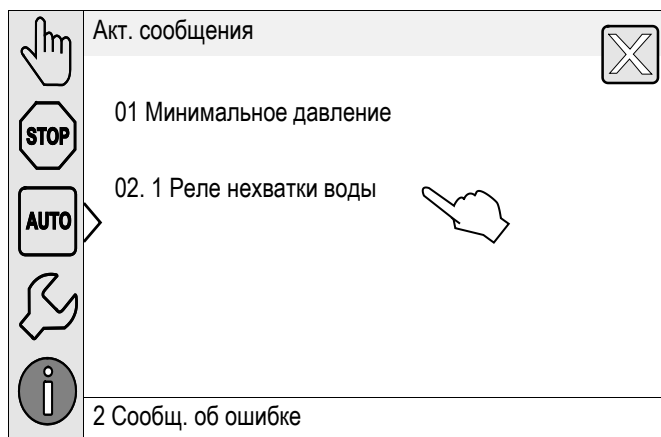 Акт. сообщения
01 Минимальное давление
STOP
02. 1 Реле нехватки воды
AUTO
2 Сообщ. об ошибке